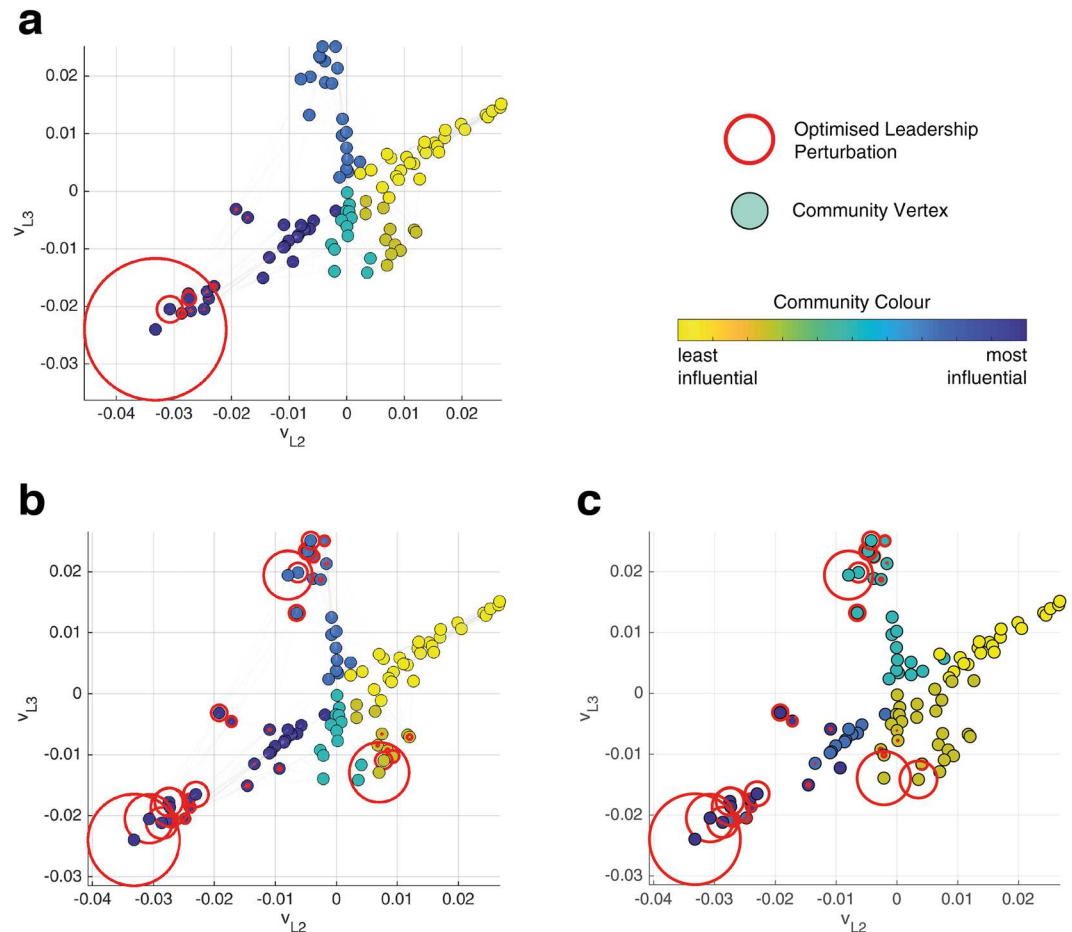 a
0.02
0.01
0
-0.01
-0.02
-0.03
vL3
-0.04 -0.03 -0.02 -0.01 0 0.01 0.02
vL2
Optimised Leadership
Perturbation
Community Vertex
Community Colour
least
influential
most
influential
b
0.02
0.01
0
-0.01
-0.02
-0.03
vL3
-0.04 -0.03 -0.02 -0.01 0 0.01 0.02
vL2
c
0.02
0.01
0
-0.01
-0.02
-0.03
vL3
-0.04 -0.03 -0.02 -0.01 0 0.01 0.02
vL2